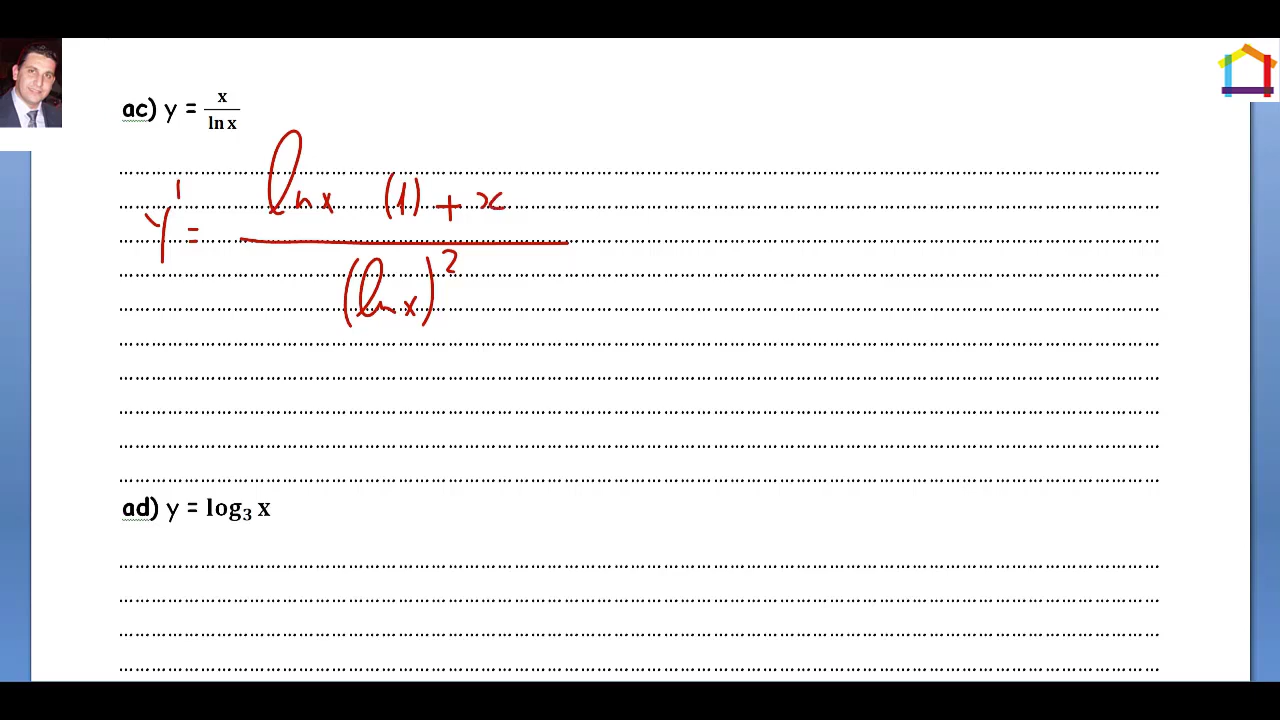 ac) y = x / ln x
y' = ln x (1) + x / (ln x)²
ad) y = log₃ x